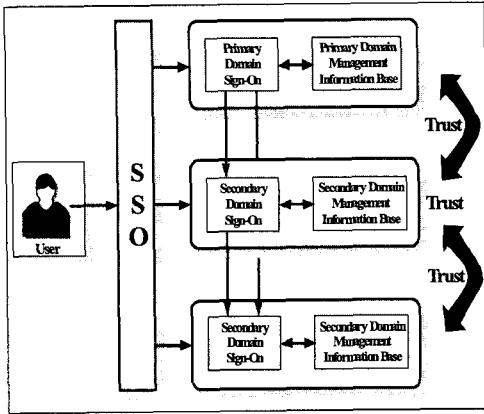 Primary
Domain
Sign-On
Primary Domain
Management
Information Base
Trust
S
S
O
User
Secondary
Domain
Sign-On
Secondary Domain
Management
Information Base
Trust
Trust
Secondary
Domain
Sign-On
Secondary Domain
Management
Information Base